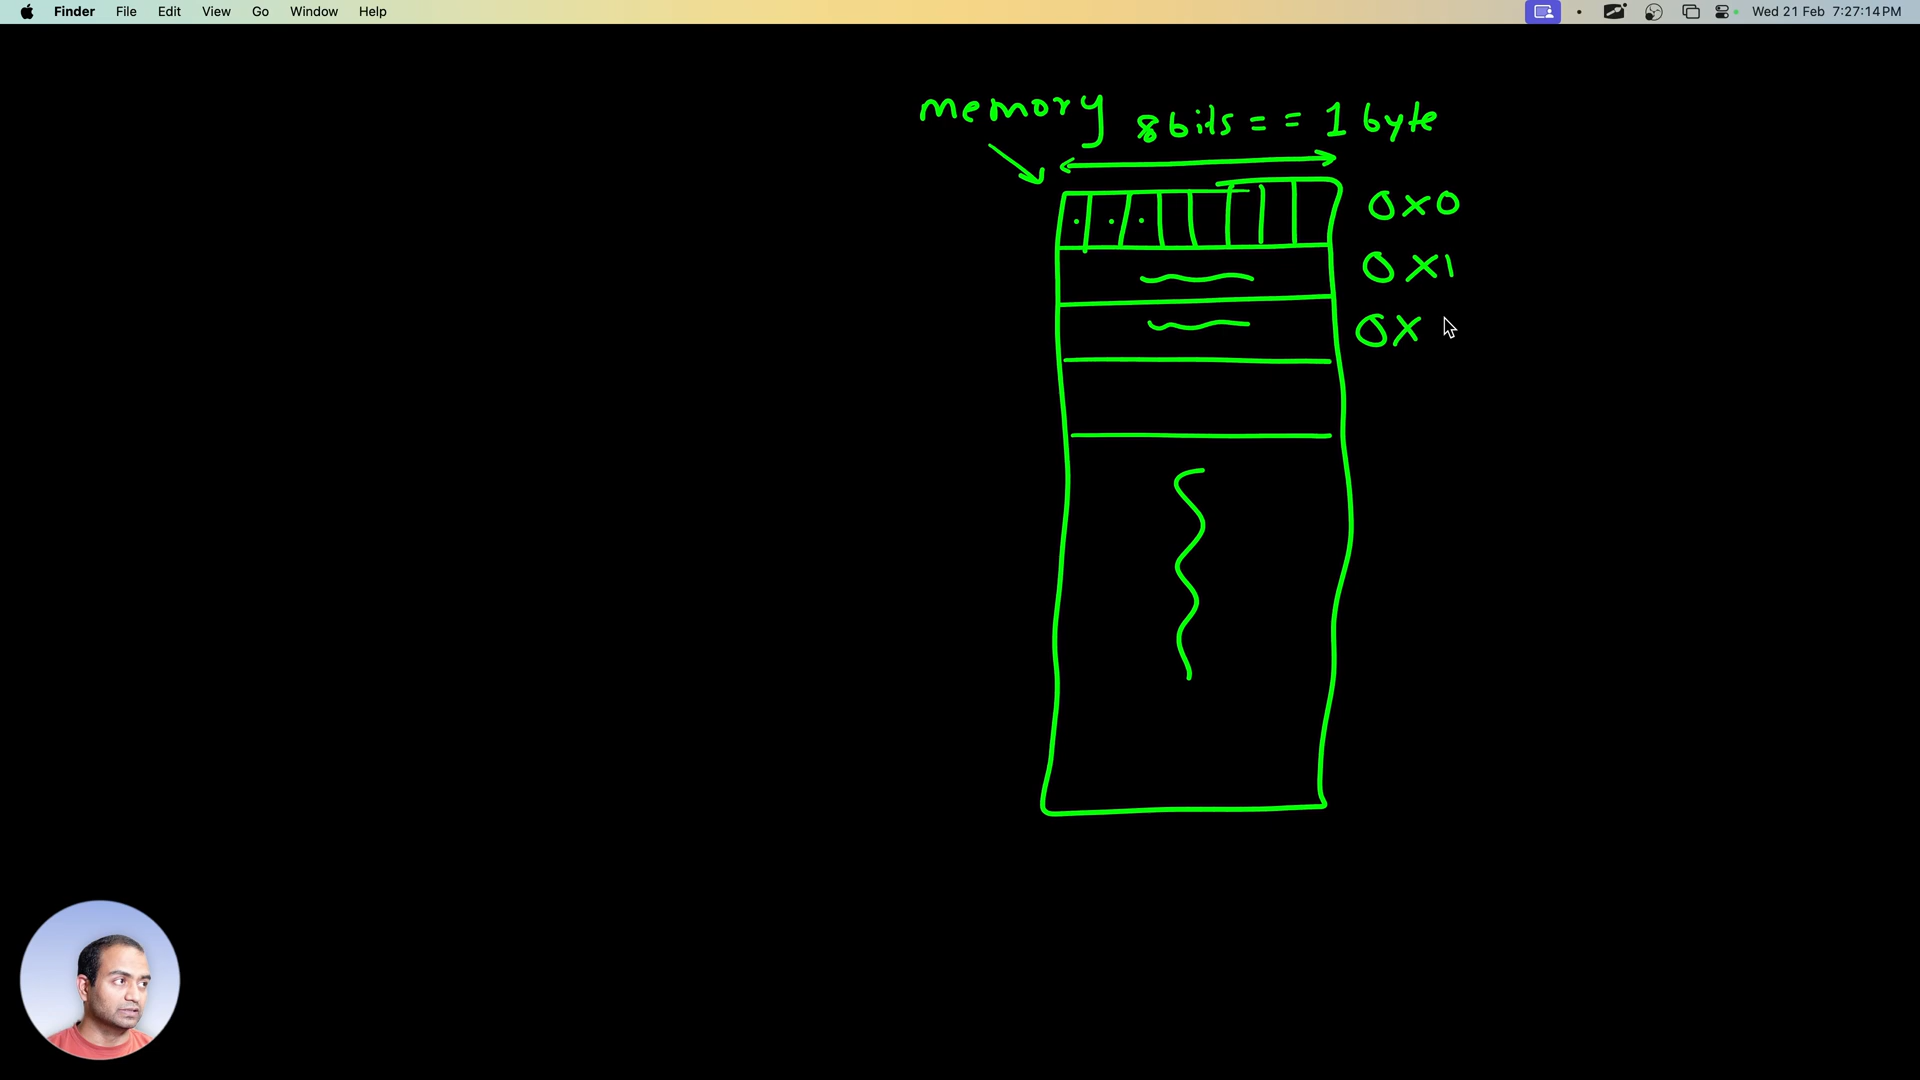 Finder File Edit View Go Window Help Wed 21 Feb 7:27:14 PM
memory 8 bits == 1 byte
0x0
0x1
0x